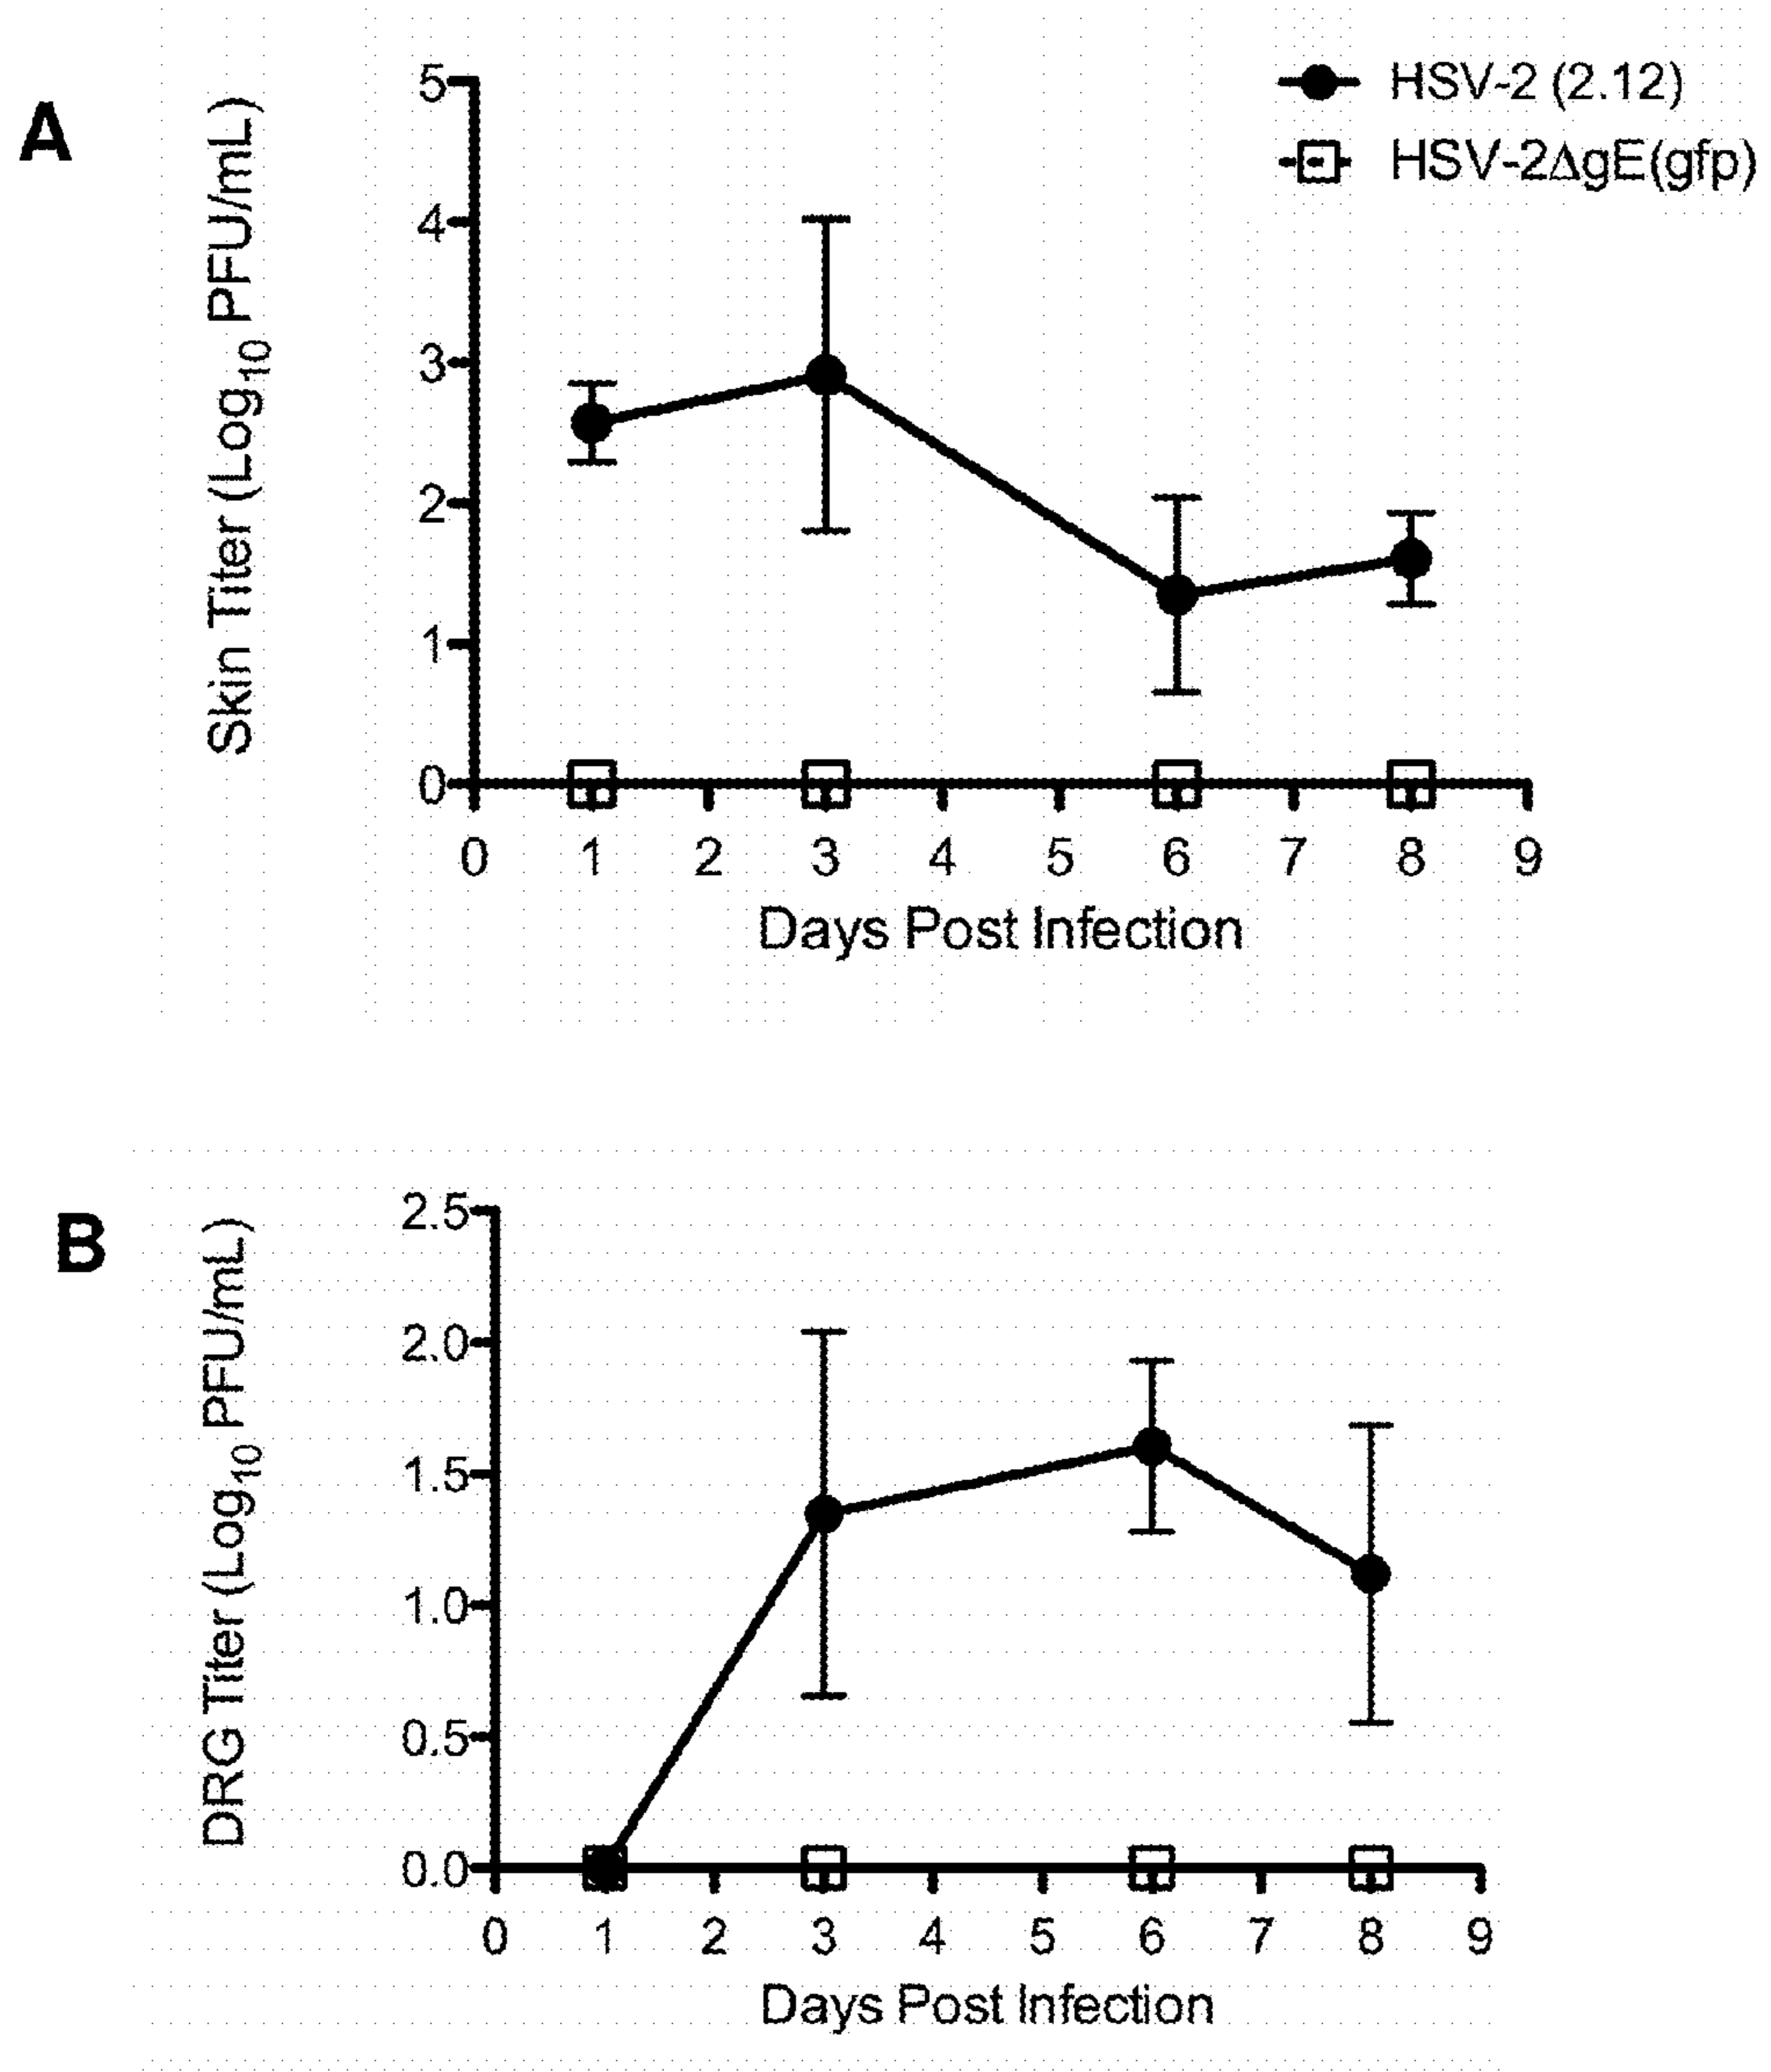 A
HSV-2 (2.12)
HSV-2ΔgE(gfp)
Skin Titer (Log10 PFU/mL)
5
4
3
2
1
0
0 1 2 3 4 5 6 7 8 9
Days Post Infection
B
DRG Titer (Log10 PFU/mL)
2.5
2.0
1.5
1.0
0.5
0.0
0 1 2 3 4 5 6 7 8 9
Days Post Infection